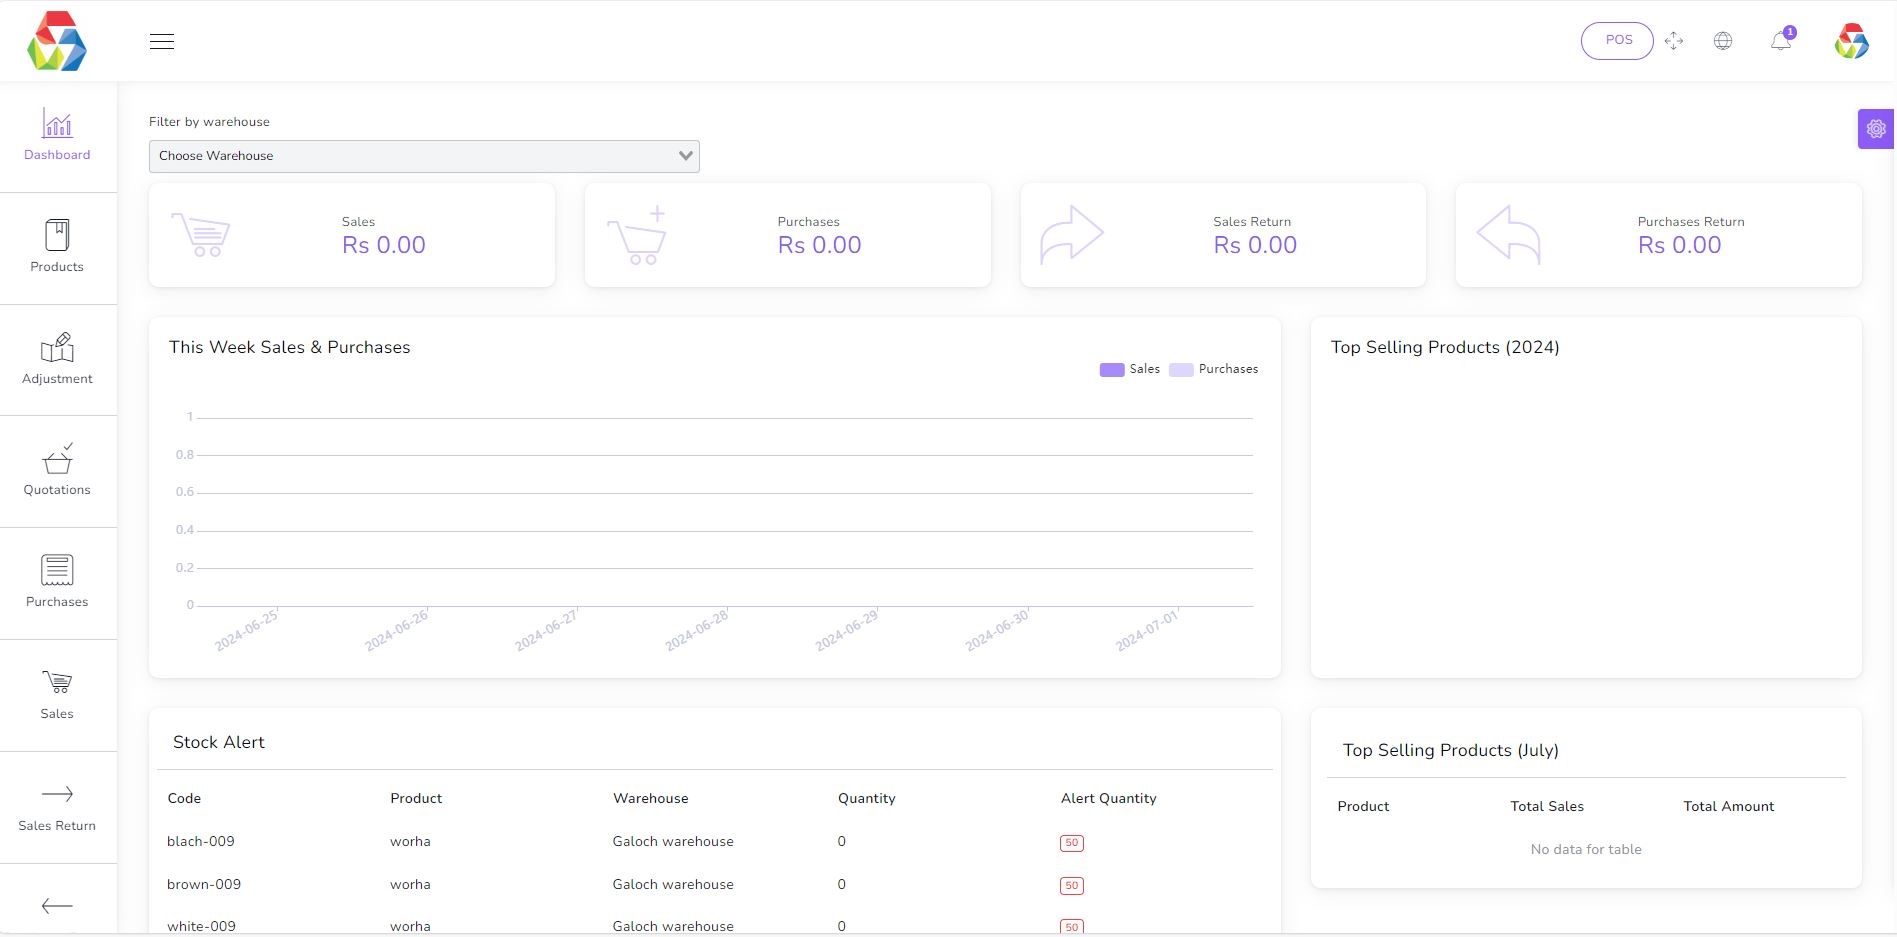 POS
1
Dashboard
Products
Adjustment
Quotations
Purchases
Sales
Sales Return
Filter by warehouse
Choose Warehouse
Sales
Rs 0.00
Purchases
Rs 0.00
Sales Return
Rs 0.00
Purchases Return
Rs 0.00
This Week Sales & Purchases
Sales Purchases
1
0.8
0.6
0.4
0.2
0
2024-06-25 2024-06-26 2024-06-27 2024-06-28 2024-06-29 2024-06-30 2024-07-01
Top Selling Products (2024)
Stock Alert
Code Product Warehouse Quantity Alert Quantity
blach-009 worha Galoch warehouse 0 50
brown-009 worha Galoch warehouse 0 50
white-009 worha Galoch warehouse 0 50
Top Selling Products (July)
Product Total Sales Total Amount
No data for table